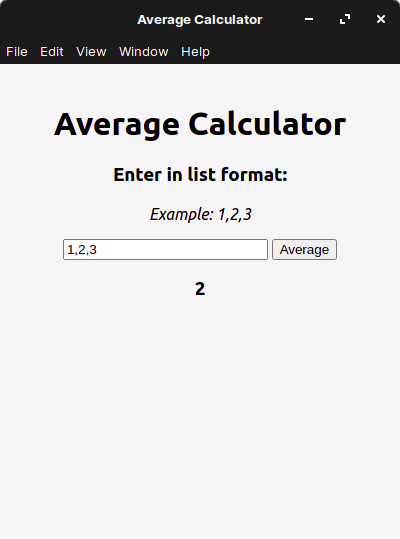 Average Calculator
File Edit View Window Help
Average Calculator
Enter in list format:
Example: 1,2,3
1,2,3 Average
2